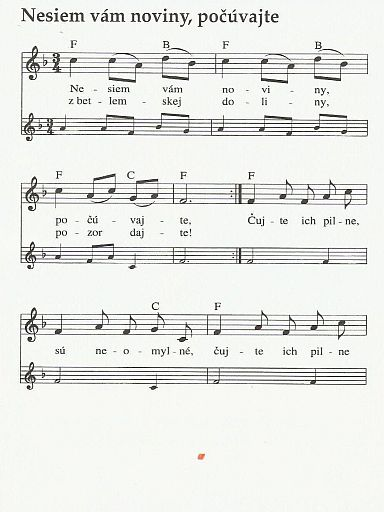 Nesiem vám noviny, počúvajte
F B F B
Ne - siem vám no - vi - ny,
z bet - lem - skej do - li - ny,
F C F F
po - čú - vaj - te, Čuj - te ich pil - ne,
po - zor daj - te!
C F
sú ne - o - myl - né, čuj - te ich pil - ne